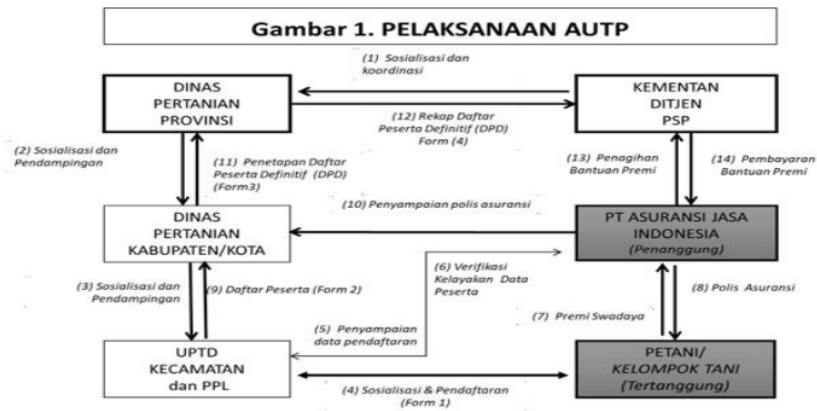 Gambar 1. PELAKSANAAN AUTP
(1) Sosialisasi dan
koordinasi
DINAS
PERTANIAN
PROVINSI
KEMENTAN
DITJEN
PSP
(12) Rekap Daftar
Peserta Definitif (DPD)
Form (4)
(2) Sosialisasi dan
Pendampingan
(11) Penetapan Daftar
Peserta Definitif (DPD)
(Form3)
(13) Penagihan
Bantuan Premi
(14) Pembayaran
Bantuan Premi
(10) Penyampaian polis asuransi
DINAS
PERTANIAN
KABUPATEN/KOTA
PT ASURANSI JASA
INDONESIA
(Penanggung)
(3) Sosialisasi dan
Pendampingan
(9) Daftar Peserta (Form 2)
(6) Verifikasi
Kelayakan Data
Peserta
(8) Polis Asuransi
(7) Premi Swadaya
(5) Penyampaian
data pendaftaran
UPTD
KECAMATAN
dan PPL
PETANI/
KELOMPOK TANI
(Tertanggung)
(4) Sosialisasi & Pendaftaran
(Form 1)